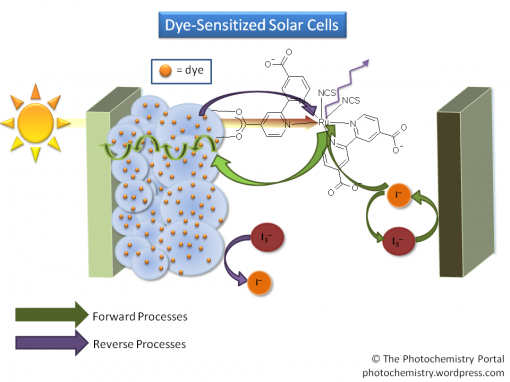 Dye-Sensitized Solar Cells
= dye
O
O⁻
NCS
NCS
Ru
O
O
N
N
N
N
O
O⁻
O
O⁻
I⁻
I₃⁻
I₃⁻
I⁻
Forward Processes
Reverse Processes
© The Photochemistry Portal
photochemistry.wordpress.com